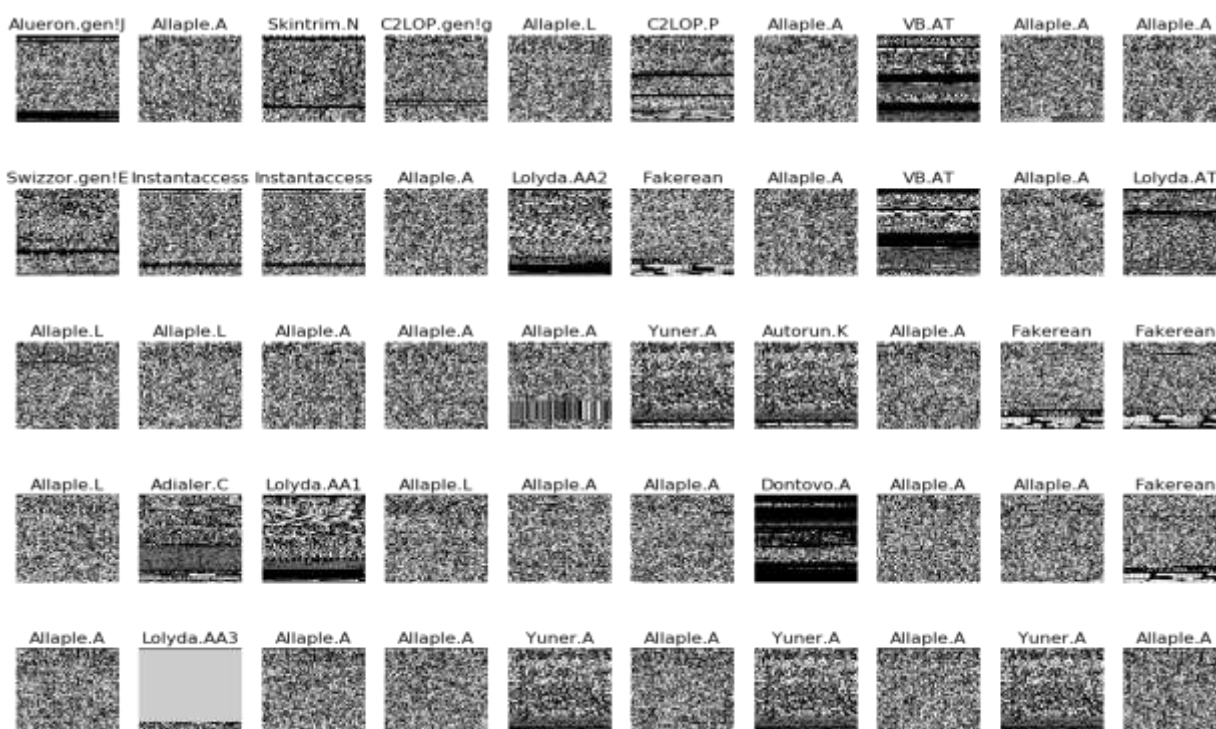 Alueron.gen!J Allaple.A Skintrim.N C2LOP.gen!g Allaple.L C2LOP.P Allaple.A VB.AT Allaple.A Allaple.A
Swizzor.gen!E Instantaccess Instantaccess Allaple.A Lolyda.AA2 Fakerean Allaple.A VB.AT Allaple.A Lolyda.AT
Allaple.L Allaple.L Allaple.A Allaple.A Allaple.A Yuner.A Autorun.K Allaple.A Fakerean Fakerean
Allaple.L Adialer.C Lolyda.AA1 Allaple.L Allaple.A Allaple.A Dontovo.A Allaple.A Allaple.A Fakerean
Allaple.A Lolyda.AA3 Allaple.A Allaple.A Yuner.A Allaple.A Yuner.A Allaple.A Yuner.A Allaple.A